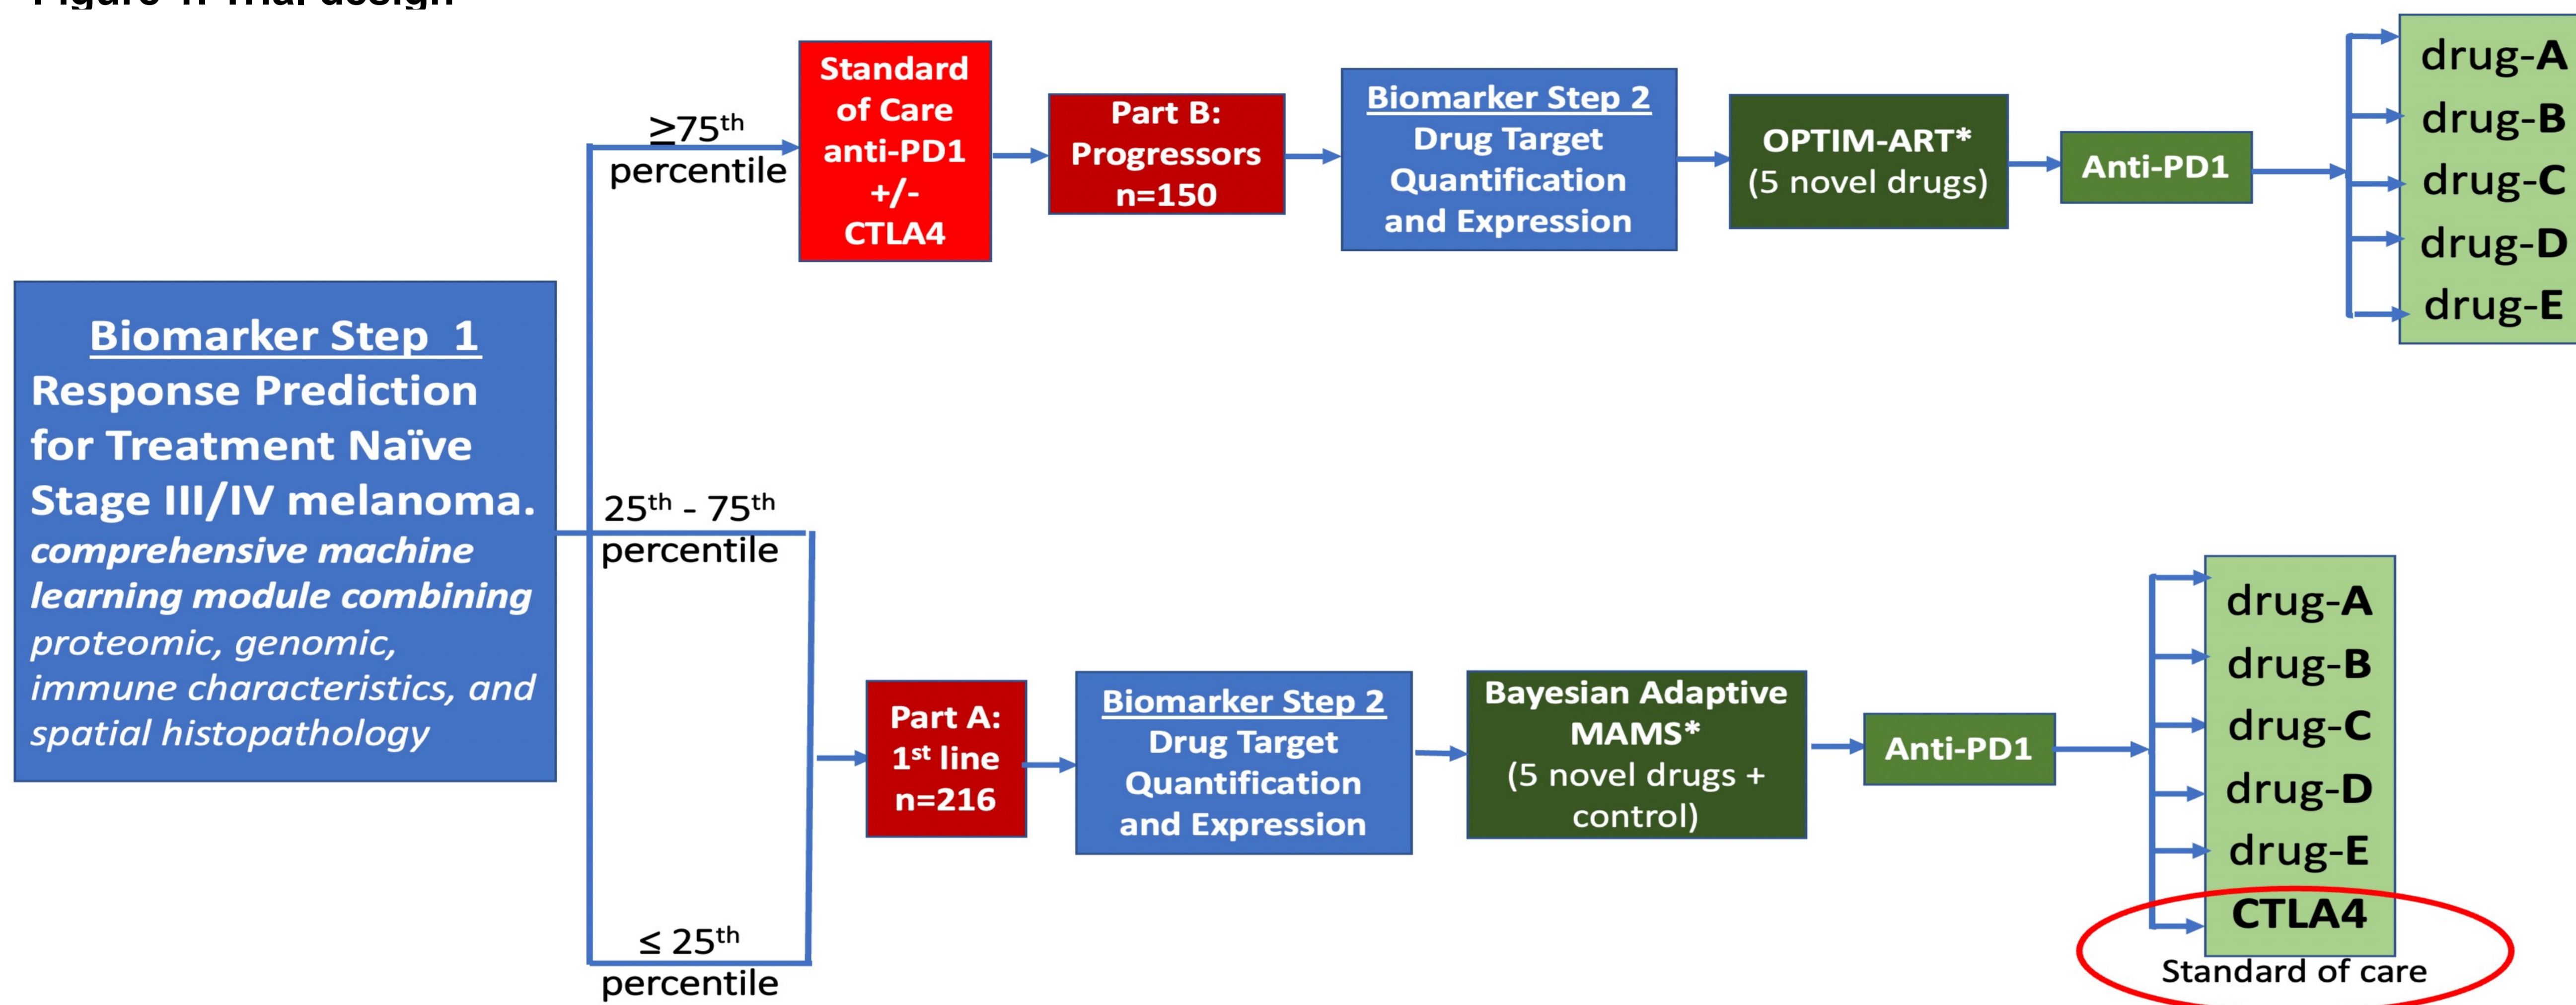 Figure 1. Trial design
Biomarker Step 1
Response Prediction
for Treatment Naïve
Stage III/IV melanoma.
comprehensive machine
learning module combining
proteomic, genomic,
immune characteristics, and
spatial histopathology
≥75th
percentile
Standard
of Care
anti-PD1
+/-
CTLA4
Part B:
Progressors
n=150
Biomarker Step 2
Drug Target
Quantification
and Expression
OPTIM-ART*
(5 novel drugs)
Anti-PD1
drug-A
drug-B
drug-C
drug-D
drug-E
25th - 75th
percentile
≤ 25th
percentile
Part A:
1st line
n=216
Biomarker Step 2
Drug Target
Quantification
and Expression
Bayesian Adaptive
MAMS*
(5 novel drugs +
control)
Anti-PD1
drug-A
drug-B
drug-C
drug-D
drug-E
CTLA4
Standard of care